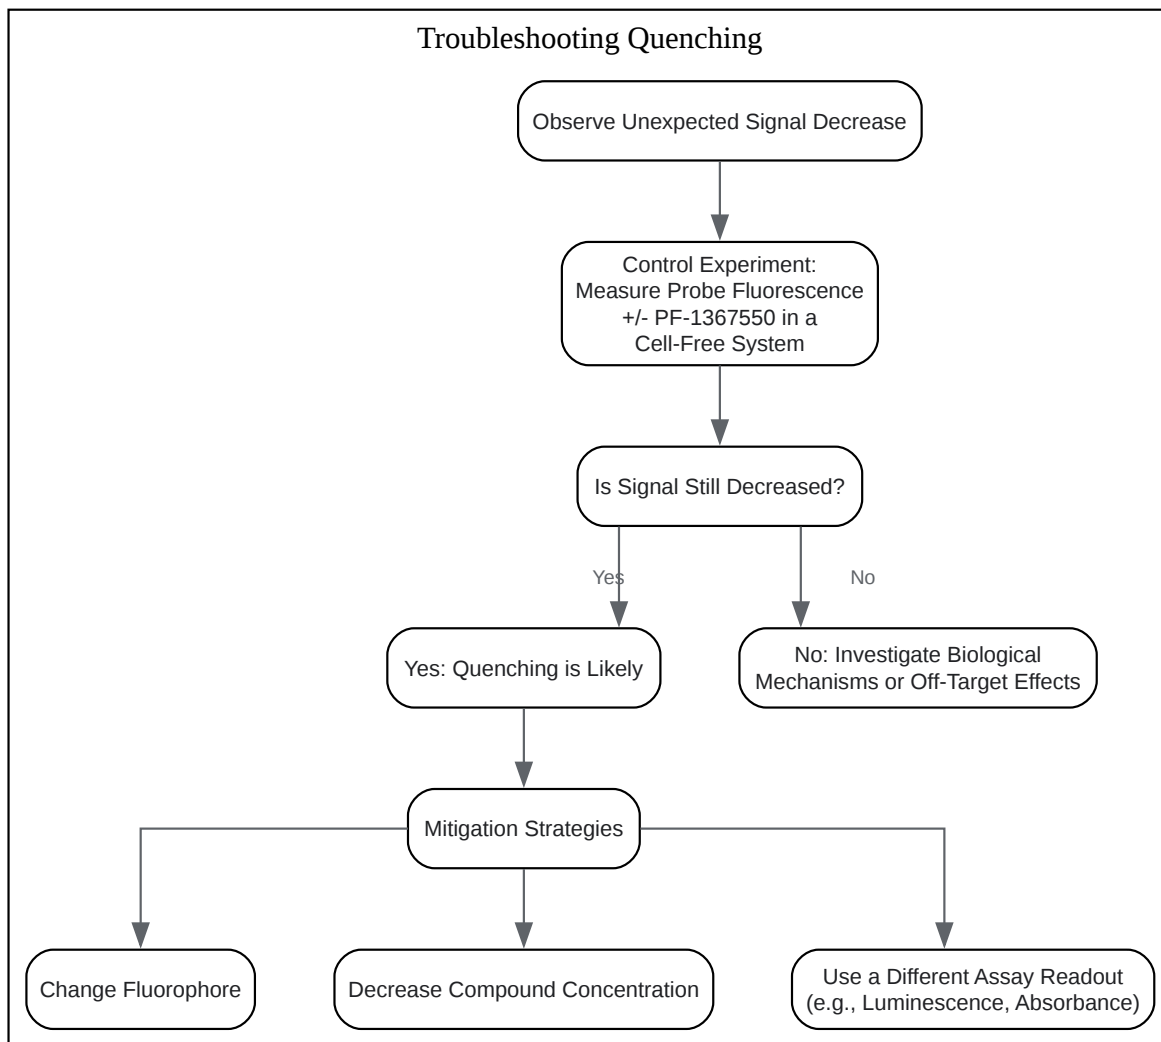 Troubleshooting Quenching
Observe Unexpected Signal Decrease
Control Experiment:
Measure Probe Fluorescence
+/- PF-1367550 in a
Cell-Free System
Is Signal Still Decreased?
Yes
No
Yes: Quenching is Likely
No: Investigate Biological
Mechanisms or Off-Target Effects
Mitigation Strategies
Change Fluorophore
Decrease Compound Concentration
Use a Different Assay Readout
(e.g., Luminescence, Absorbance)